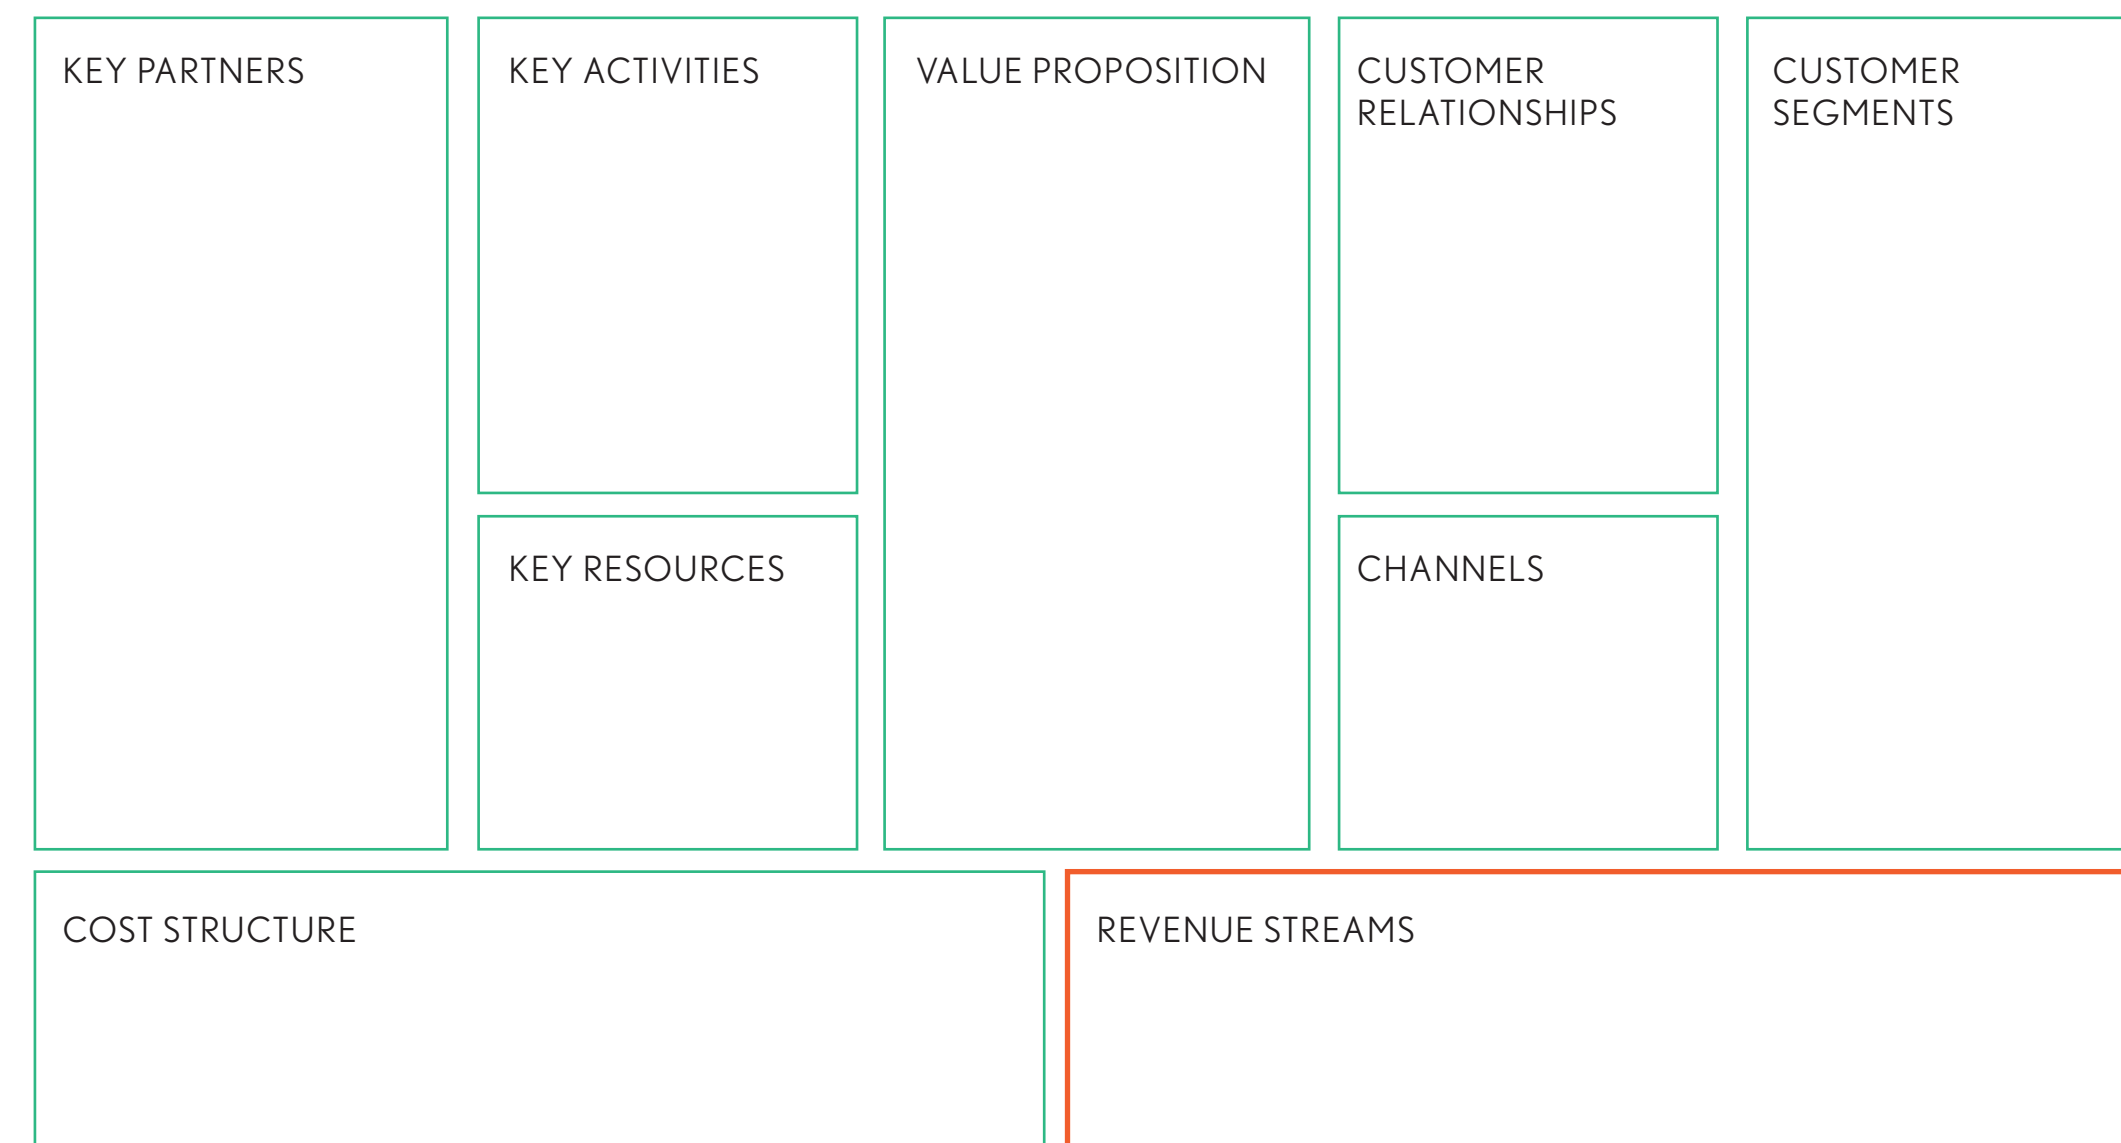 KEY PARTNERS
KEY ACTIVITIES
VALUE PROPOSITION
CUSTOMER
RELATIONSHIPS
CUSTOMER
SEGMENTS
KEY RESOURCES
CHANNELS
COST STRUCTURE
REVENUE STREAMS